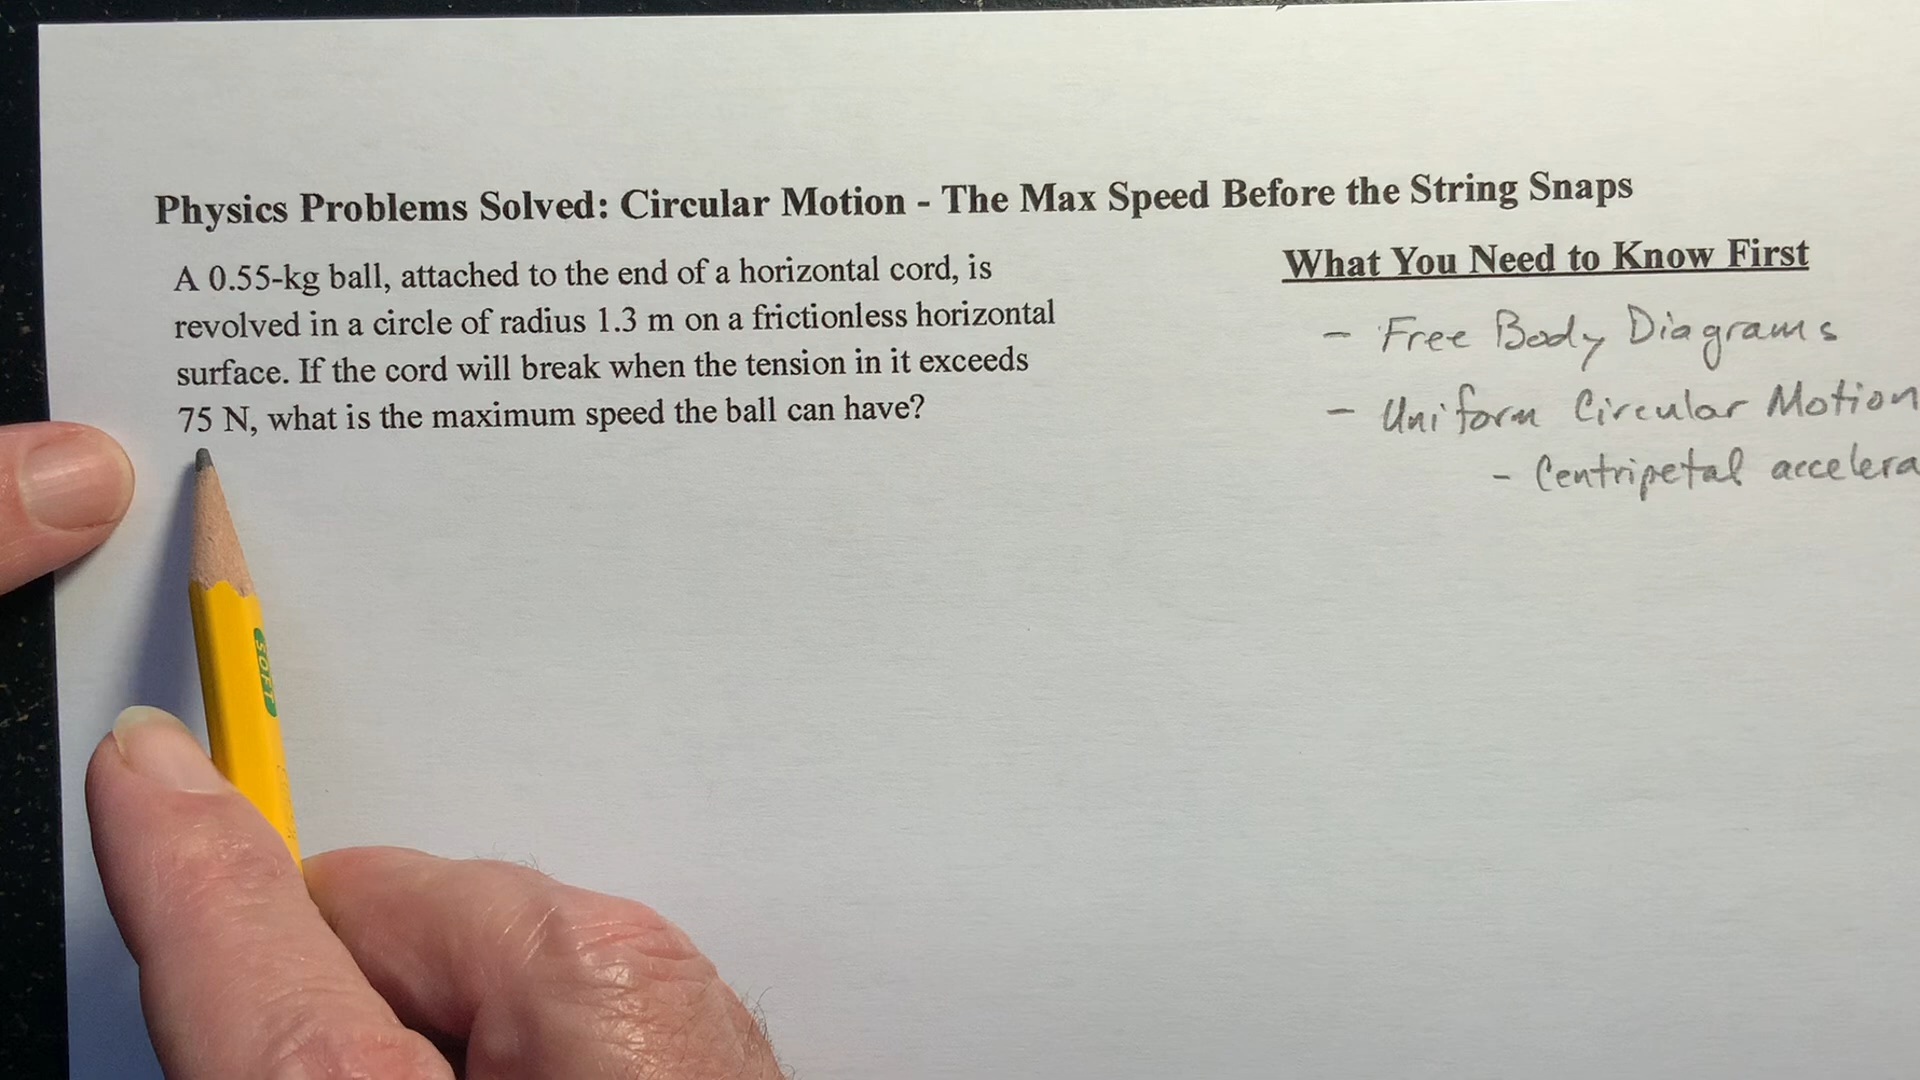 Physics Problems Solved: Circular Motion - The Max Speed Before the String Snaps
A 0.55-kg ball, attached to the end of a horizontal cord, is
revolved in a circle of radius 1.3 m on a frictionless horizontal
surface. If the cord will break when the tension in it exceeds
75 N, what is the maximum speed the ball can have?
What You Need to Know First
- Free Body Diagrams
- Uniform Circular Motion
- Centripetal accelera
SOFT